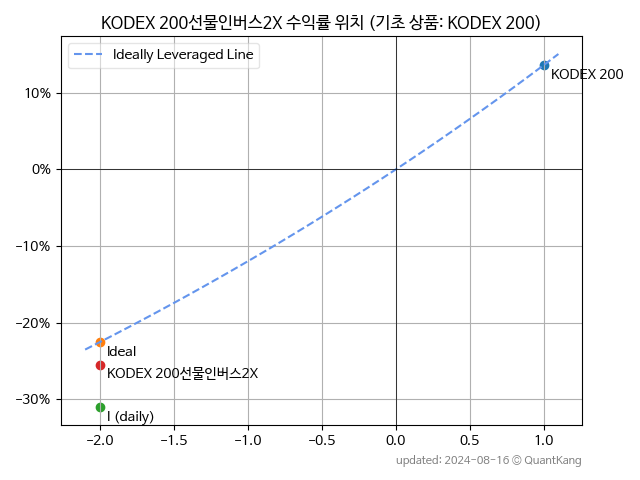 KODEX 200선물인버스2X 수익률 위치 (기초 상품: KODEX 200)
Ideally Leveraged Line
KODEX 200
10%
0%
−10%
−20%
−30%
Ideal
KODEX 200선물인버스2X
I (daily)
−2.0 −1.5 −1.0 −0.5 0.0 0.5 1.0
updated: 2024-08-16 © QuantKang